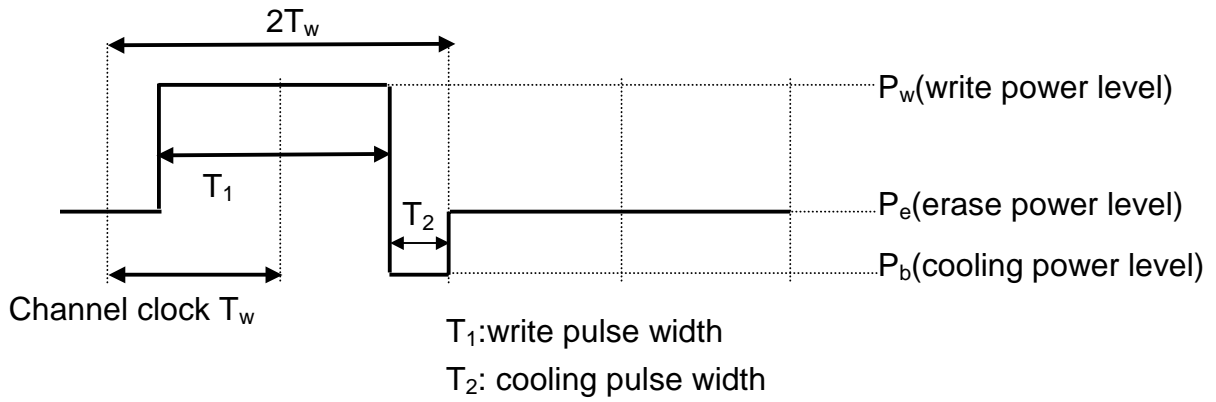 2Tw
Pw(write power level)
T1
T2
Pe(erase power level)
Pb(cooling power level)
Channel clock Tw
T1:write pulse width
T2: cooling pulse width